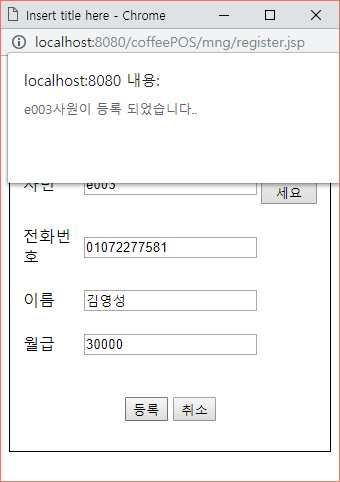 Insert title here - Chrome
localhost:8080/coffeePOS/mng/register.jsp
localhost:8080 내용:
e003사원이 등록 되었습니다..
사번 e003
세요
전화번
호
01072277581
이름 김영성
월급 30000
등록 취소